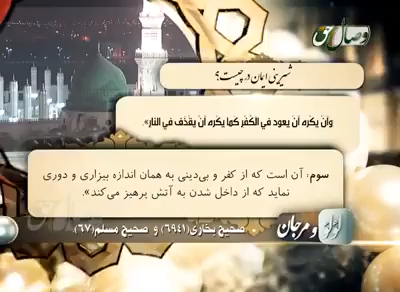 وصال حق
شیرینی ایمان در چیست؟
وأن يكره أن يعود في الكفر كما يكره أن يقذف في النار».
سوم: آن است که از کفر و بی‌دینی به همان اندازه بیزاری و دوری
نماید که از داخل شدن به آتش پرهیز می‌کند».
لؤلؤ و مرجان
صحیح بخاری(٦٩٤١) و صحیح مسلم(٦٧).